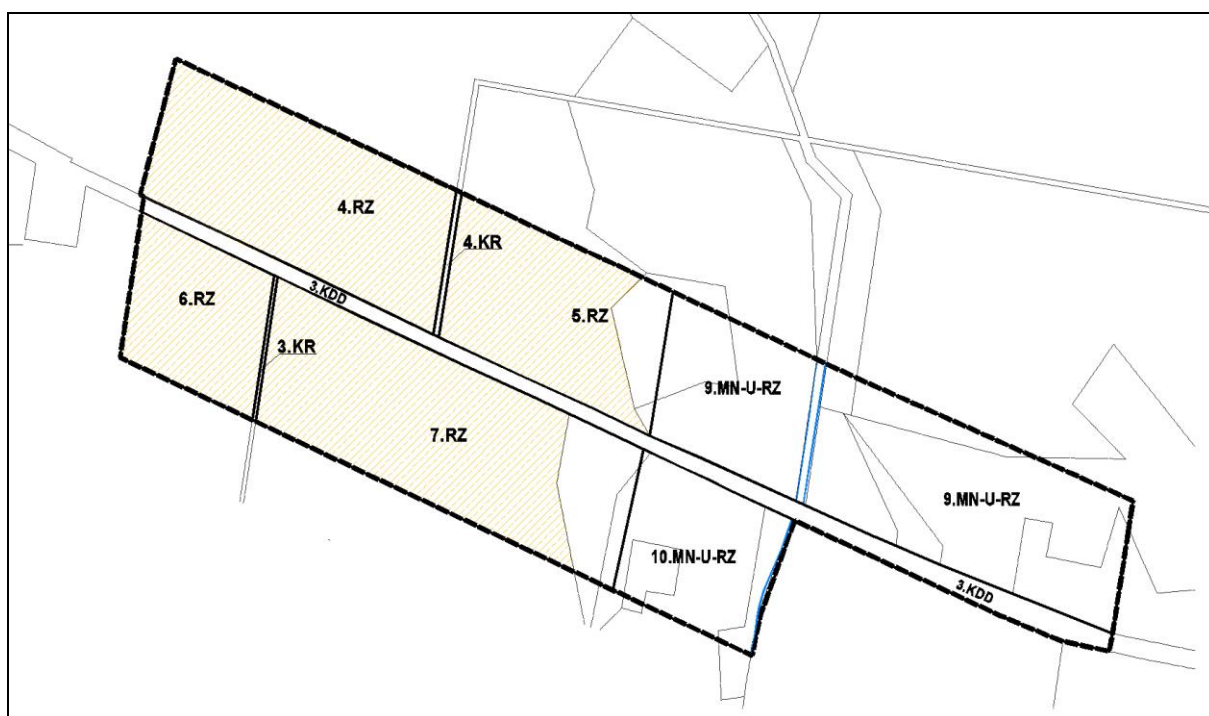 4.RZ
4.KR
3.KDD
6.RZ
5.RZ
3.KR
9.MN-U-RZ
7.RZ
9.MN-U-RZ
10.MN-U-RZ
3.KDD